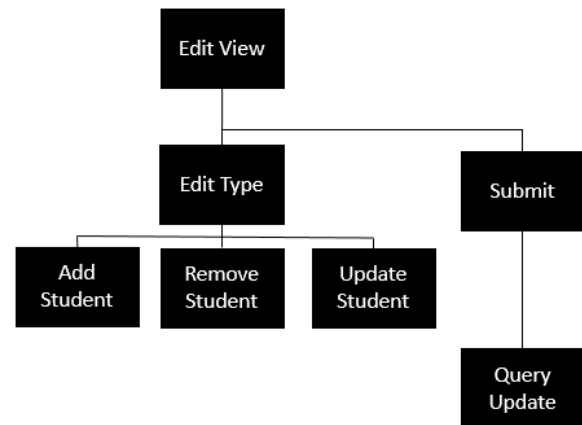 Edit View
Edit Type
Submit
Add
Student
Remove
Student
Update
Student
Query
Update